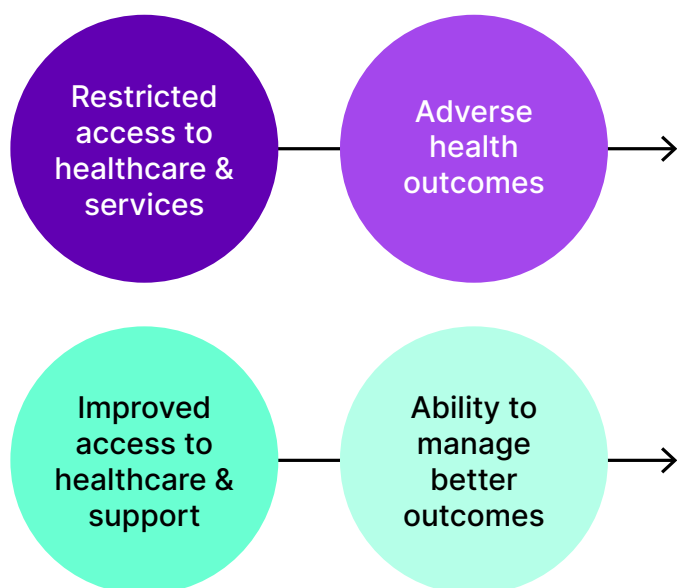 Restricted
access to
healthcare &
services
Adverse
health
outcomes
Improved
access to
healthcare &
support
Ability to
manage
better
outcomes